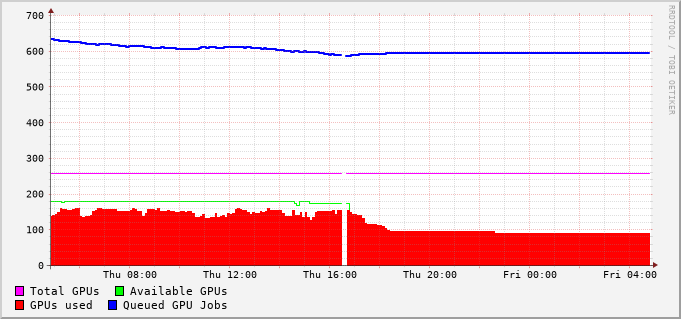 700
600
500
400
300
200
100
0
Thu 08:00 Thu 12:00 Thu 16:00 Thu 20:00 Fri 00:00 Fri 04:00
Total GPUs Available GPUs
GPUs used Queued GPU Jobs
RRDTOOL / TOBI OETIKER